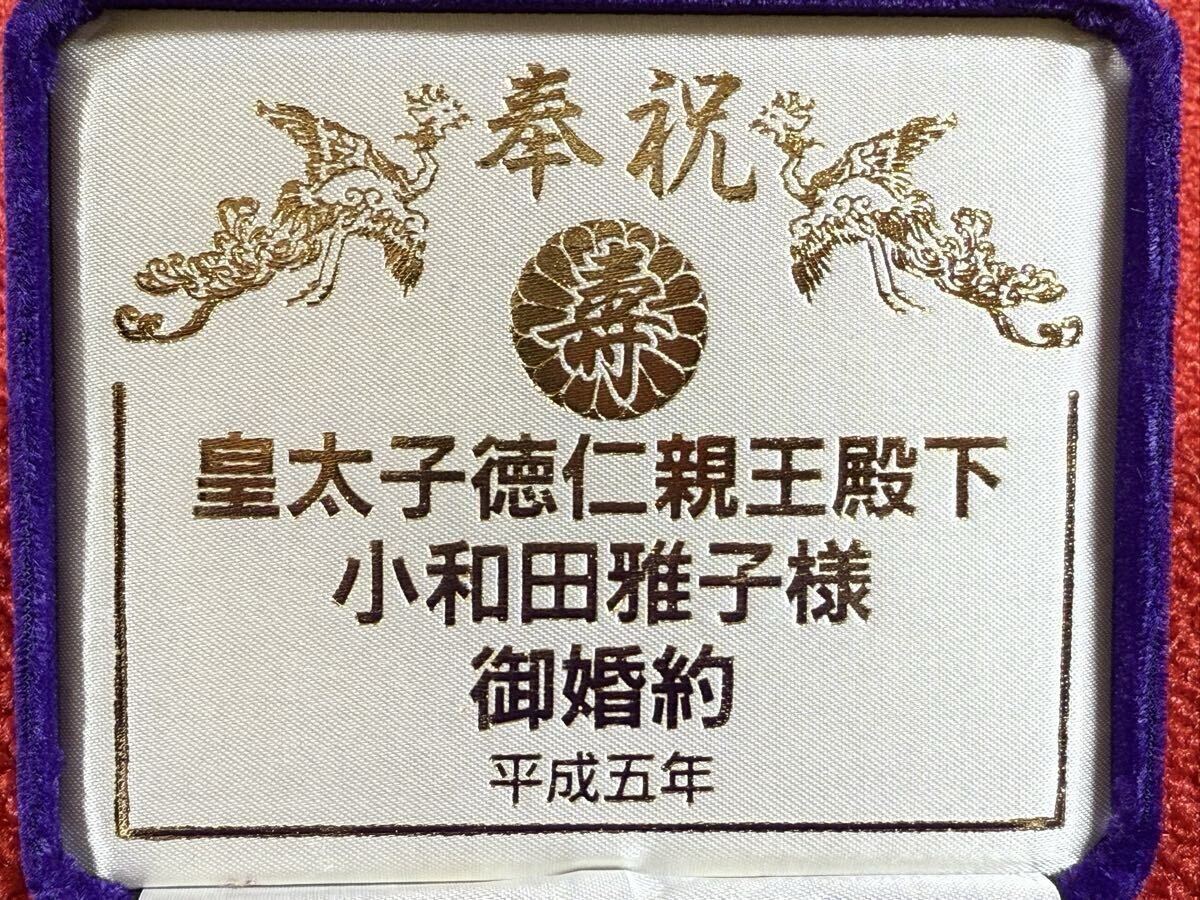 奉祝
寿
皇太子徳仁親王殿下
小和田雅子様
御婚約
平成五年